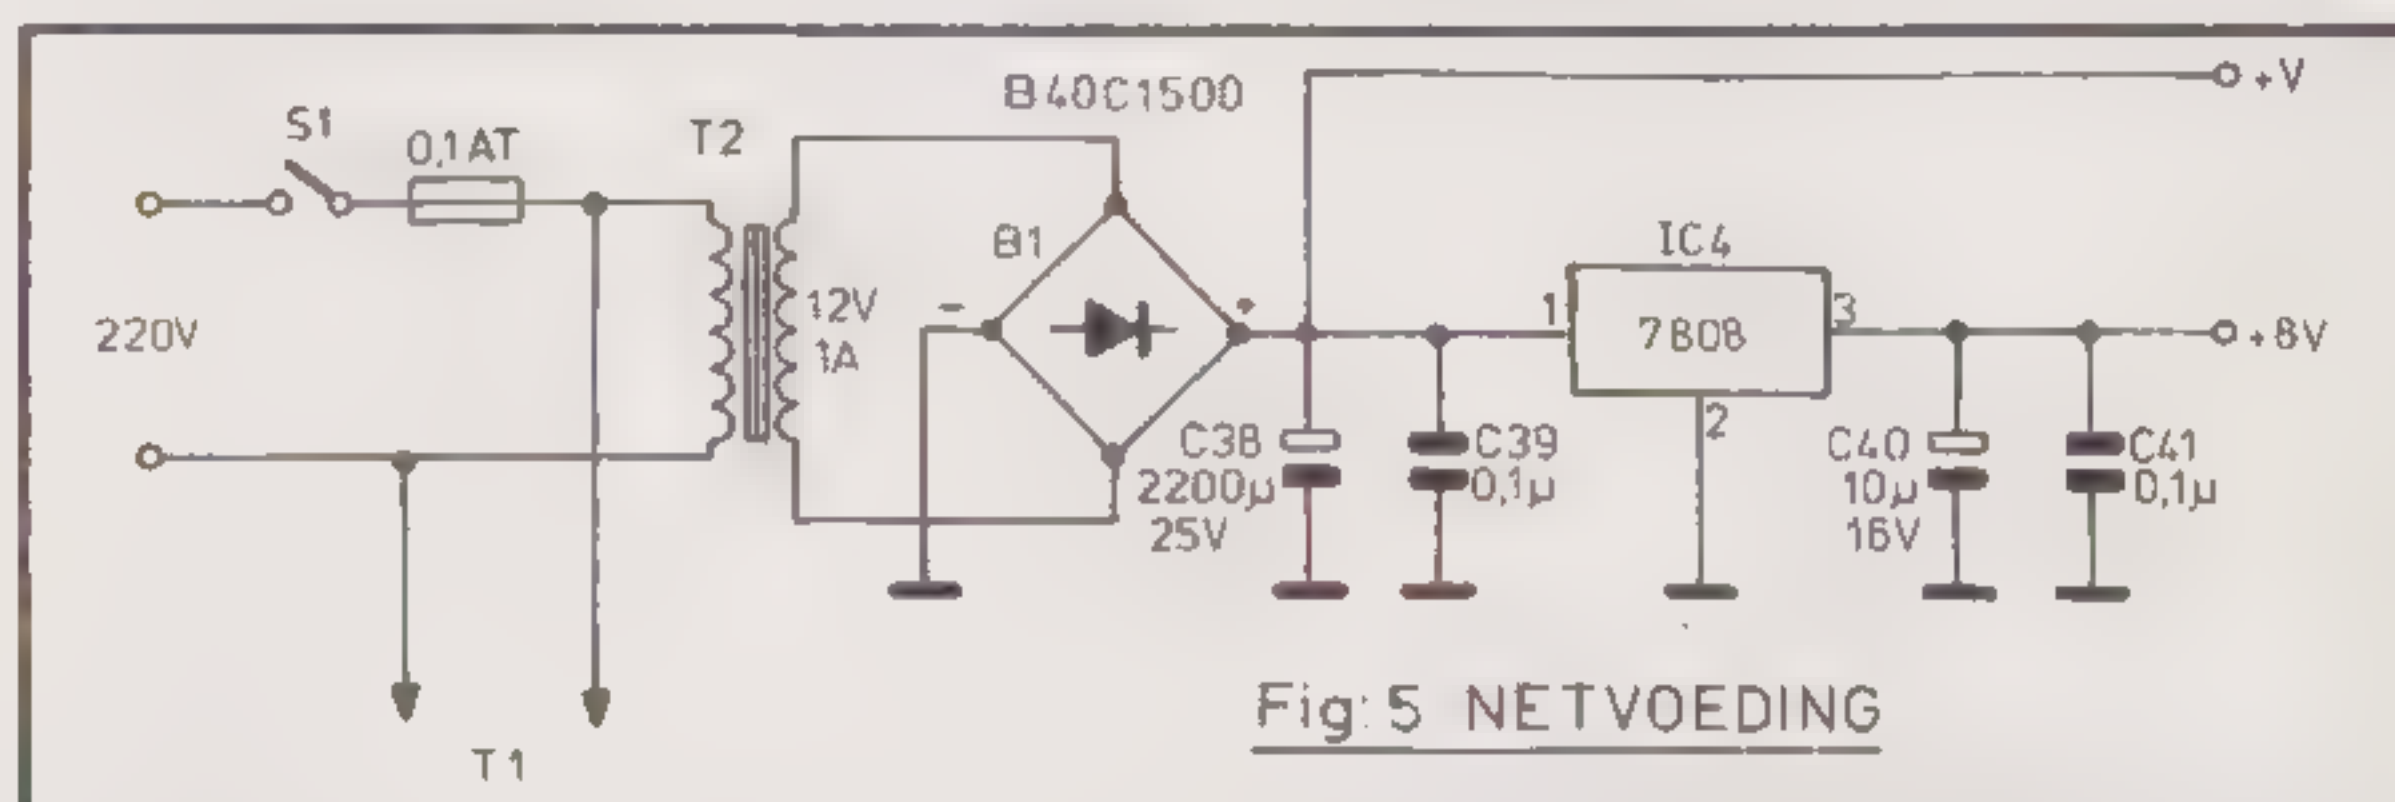 B40C1500
+V
S1
0,1AT
T2
220V
12V
1A
B1
-
+
IC4
1
7808
3
2
+8V
C38
2200µ
25V
C39
0,1µ
C40
10µ
16V
C41
0,1µ
T1
Fig: 5 NETVOEDING